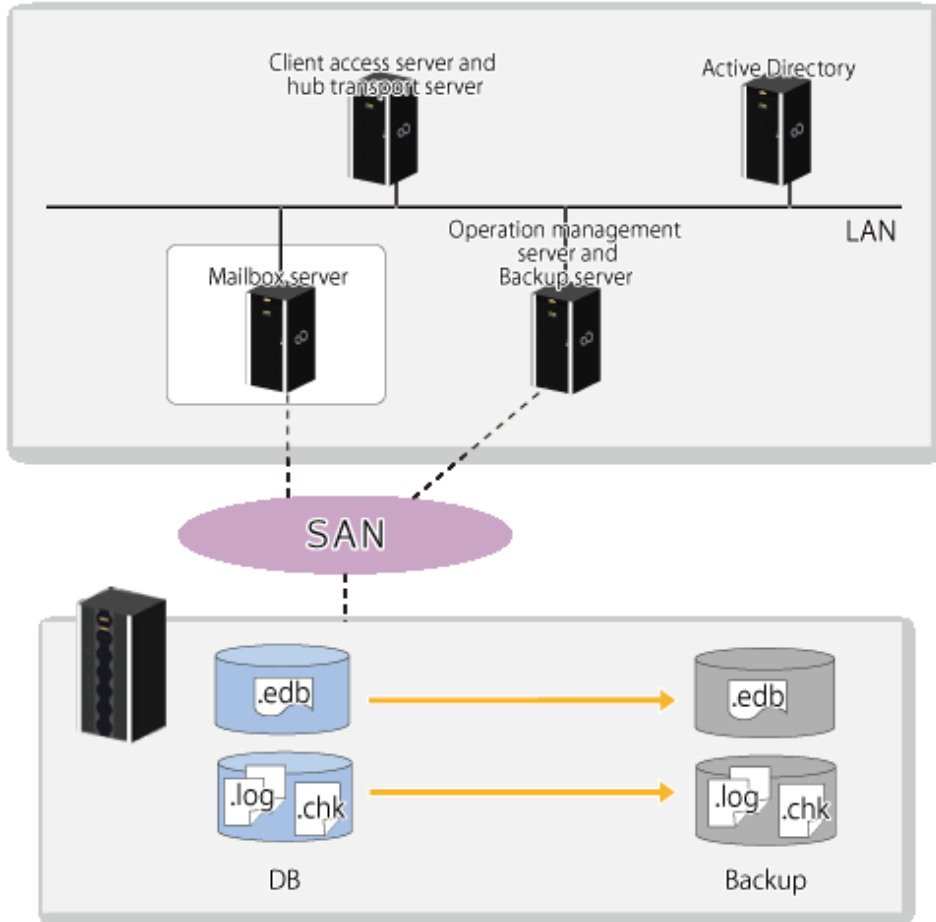 Client access server and
hub transport server
Active Directory
LAN
Operation management
server and
Backup server
Mailbox server
SAN
.edb
.edb
.log
.chk
.log
.chk
DB
Backup